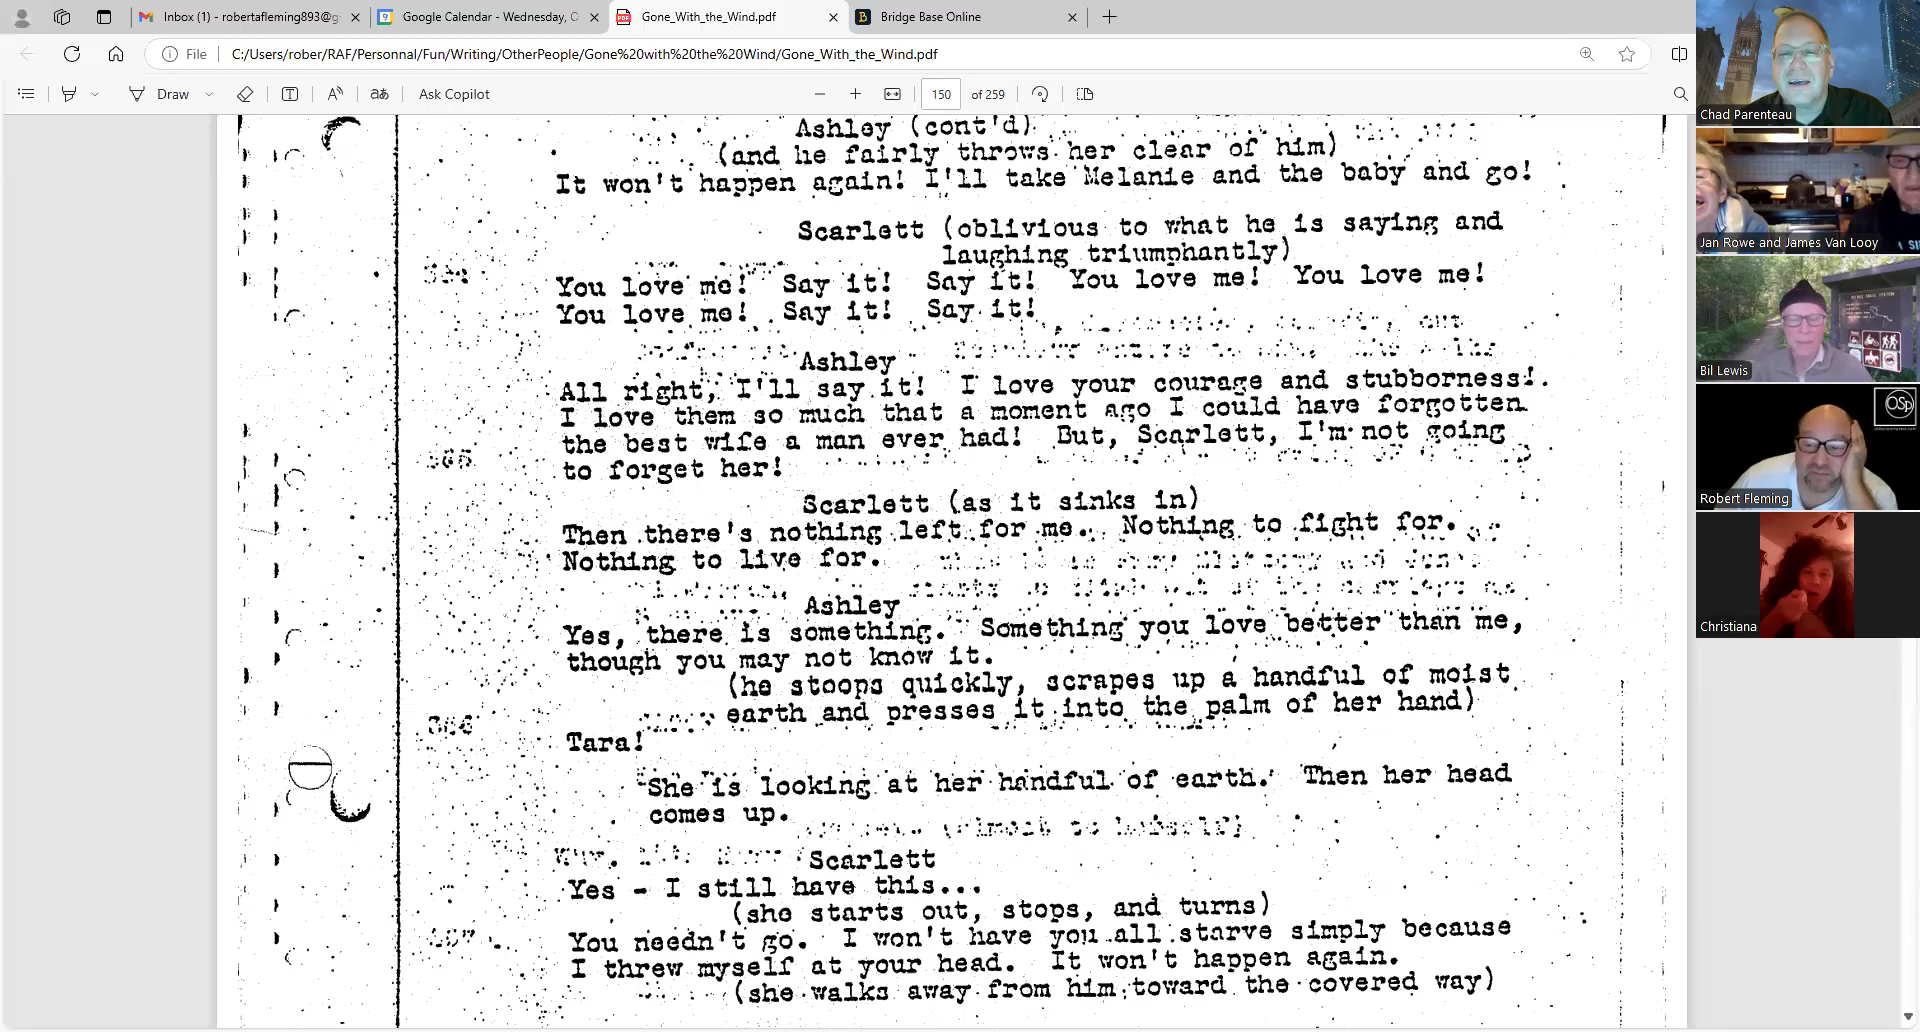 Inbox (1) - robertafleming893@g
Google Calendar - Wednesday, O
Gone_With_the_Wind.pdf
Bridge Base Online
File
C:/Users/rober/RAF/Personnal/Fun/Writing/OtherPeople/Gone%20with%20the%20Wind/Gone_With_the_Wind.pdf
Draw
Ask Copilot
150 of 259
Ashley (cont'd)
(and he fairly throws her clear of him)
It won't happen again! I'll take Melanie and the baby and go!
Scarlett (oblivious to what he is saying and
laughing triumphantly)
You love me! Say it! Say it! You love me! You love me!
You love me! Say it! Say it!
Ashley
All right, I'll say it! I love your courage and stubborness!
I love them so much that a moment ago I could have forgotten
the best wife a man ever had! But, Scarlett, I'm not going
to forget her!
Scarlett (as it sinks in)
Then there's nothing left for me. Nothing to fight for.
Nothing to live for.
Ashley
Yes, there is something. Something you love better than me,
though you may not know it.
(he stoops quickly, scrapes up a handful of moist
earth and presses it into the palm of her hand)
Tara!
She is looking at her handful of earth. Then her head
comes up.
Scarlett
Yes - I still have this...
(she starts out, stops, and turns)
You needn't go. I won't have you all starve simply because
I threw myself at your head. It won't happen again.
(she walks away from him toward the covered way)
Chad Parenteau
Jan Rowe and James Van Looy
Bil Lewis
OSP
Robert Fleming
Christiana